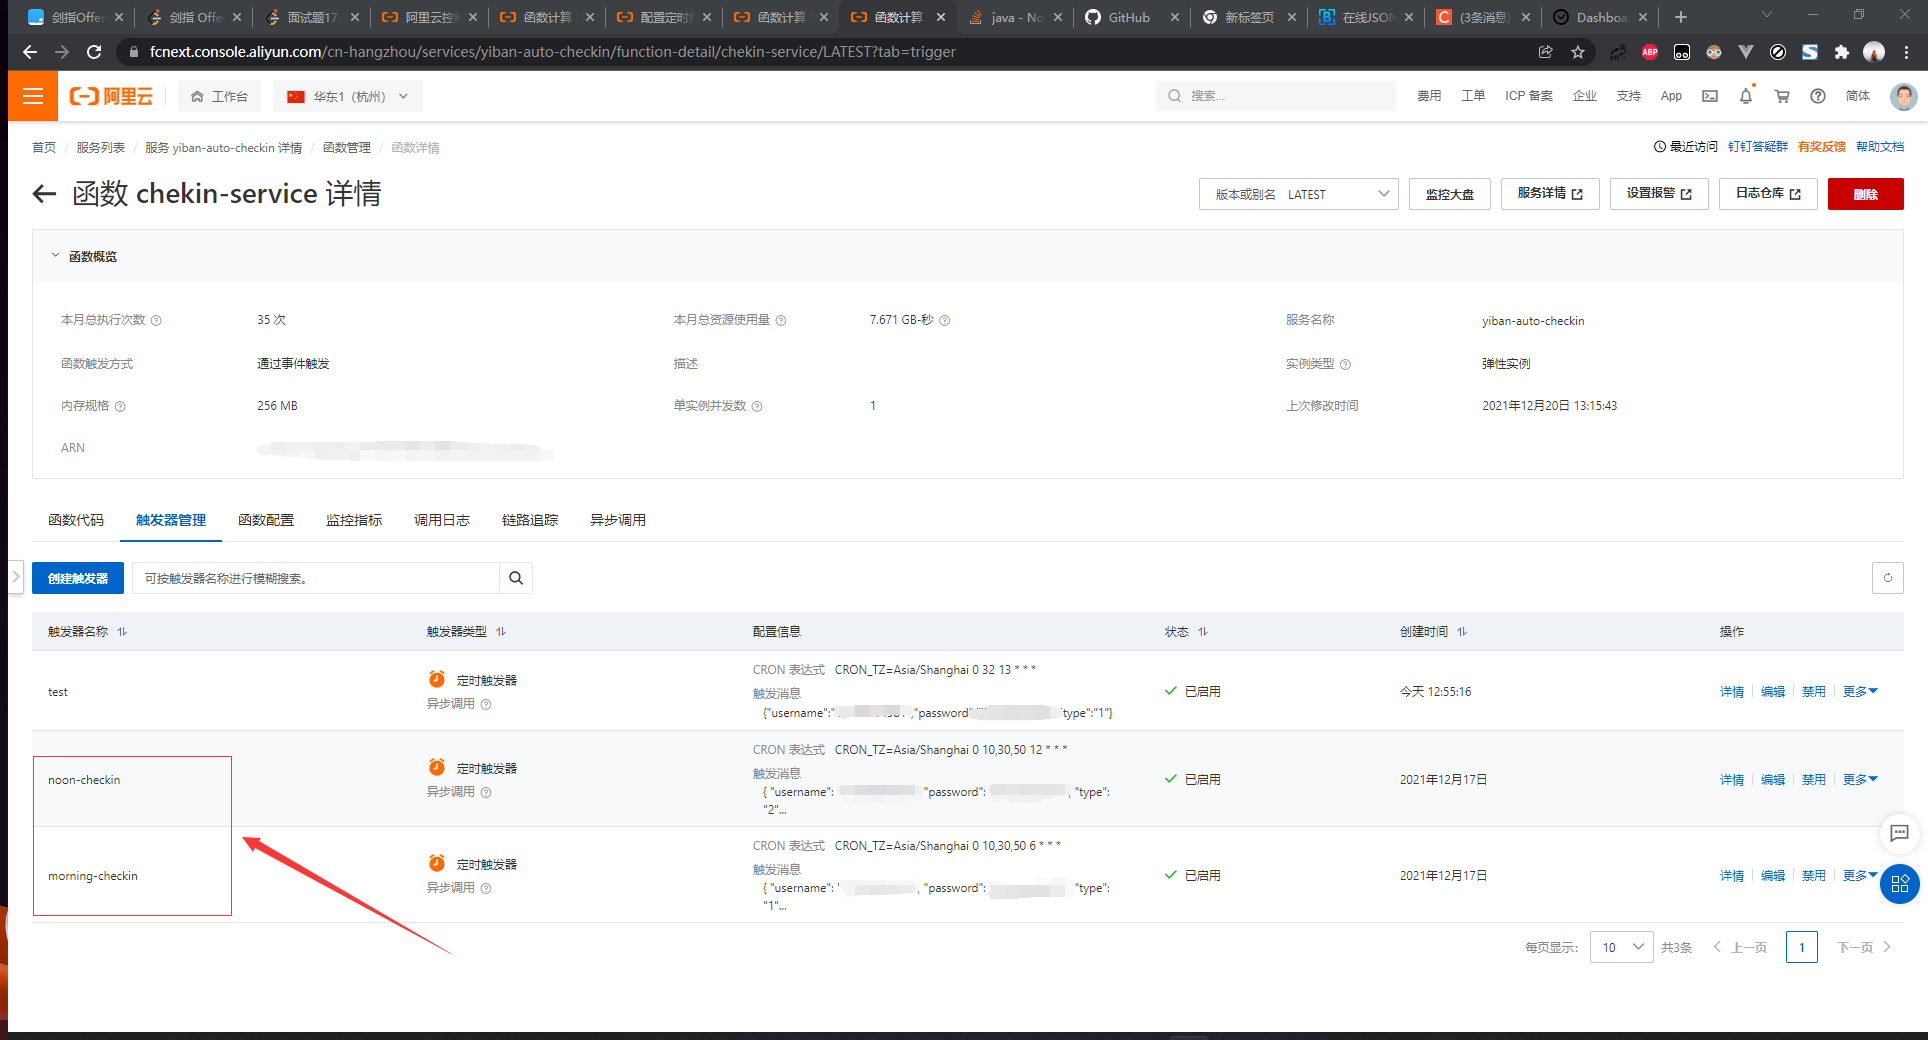 剑指Offer
剑指 Offe
面试题17.
阿里云控
函数计算
配置定时
函数计算
函数计算
java - No
GitHub
新标签页
在线JSON
(3条消息)
Dashboa
fcnext.console.aliyun.com/cn-hangzhou/services/yiban-auto-checkin/function-detail/chekin-service/LATEST?tab=trigger
阿里云
工作台
华东1（杭州）
搜索...
费用
工单
ICP 备案
企业
支持
App
简体
首页 / 服务列表 / 服务 yiban-auto-checkin 详情 / 函数管理 / 函数详情
最近访问
钉钉答疑群
有奖反馈
帮助文档
函数 chekin-service 详情
版本或别名 LATEST
监控大盘
服务详情
设置报警
日志仓库
删除
函数概览
本月总执行次数
35 次
本月总资源使用量
7.671 GB-秒
服务名称
yiban-auto-checkin
函数触发方式
通过事件触发
描述
实例类型
弹性实例
内存规格
256 MB
单实例并发数
1
上次修改时间
2021年12月20日 13:15:43
ARN
函数代码
触发器管理
函数配置
监控指标
调用日志
链路追踪
异步调用
创建触发器
可按触发器名称进行模糊搜索。
触发器名称
触发器类型
配置信息
状态
创建时间
操作
test
定时触发器
异步调用
CRON 表达式 CRON_TZ=Asia/Shanghai 0 32 13 * * *
触发消息
{"username":" ,"password" type":"1"}
已启用
今天 12:55:16
详情
编辑
禁用
更多
noon-checkin
定时触发器
异步调用
CRON 表达式 CRON_TZ=Asia/Shanghai 0 10,30,50 12 * * *
触发消息
{ "username": "password": , "type":
"2"...
已启用
2021年12月17日
详情
编辑
禁用
更多
morning-checkin
定时触发器
异步调用
CRON 表达式 CRON_TZ=Asia/Shanghai 0 10,30,50 6 * * *
触发消息
{ "username": ' , "password": "type":
"1"...
已启用
2021年12月17日
详情
编辑
禁用
更多
每页显示:
10
共3条
上一页
1
下一页